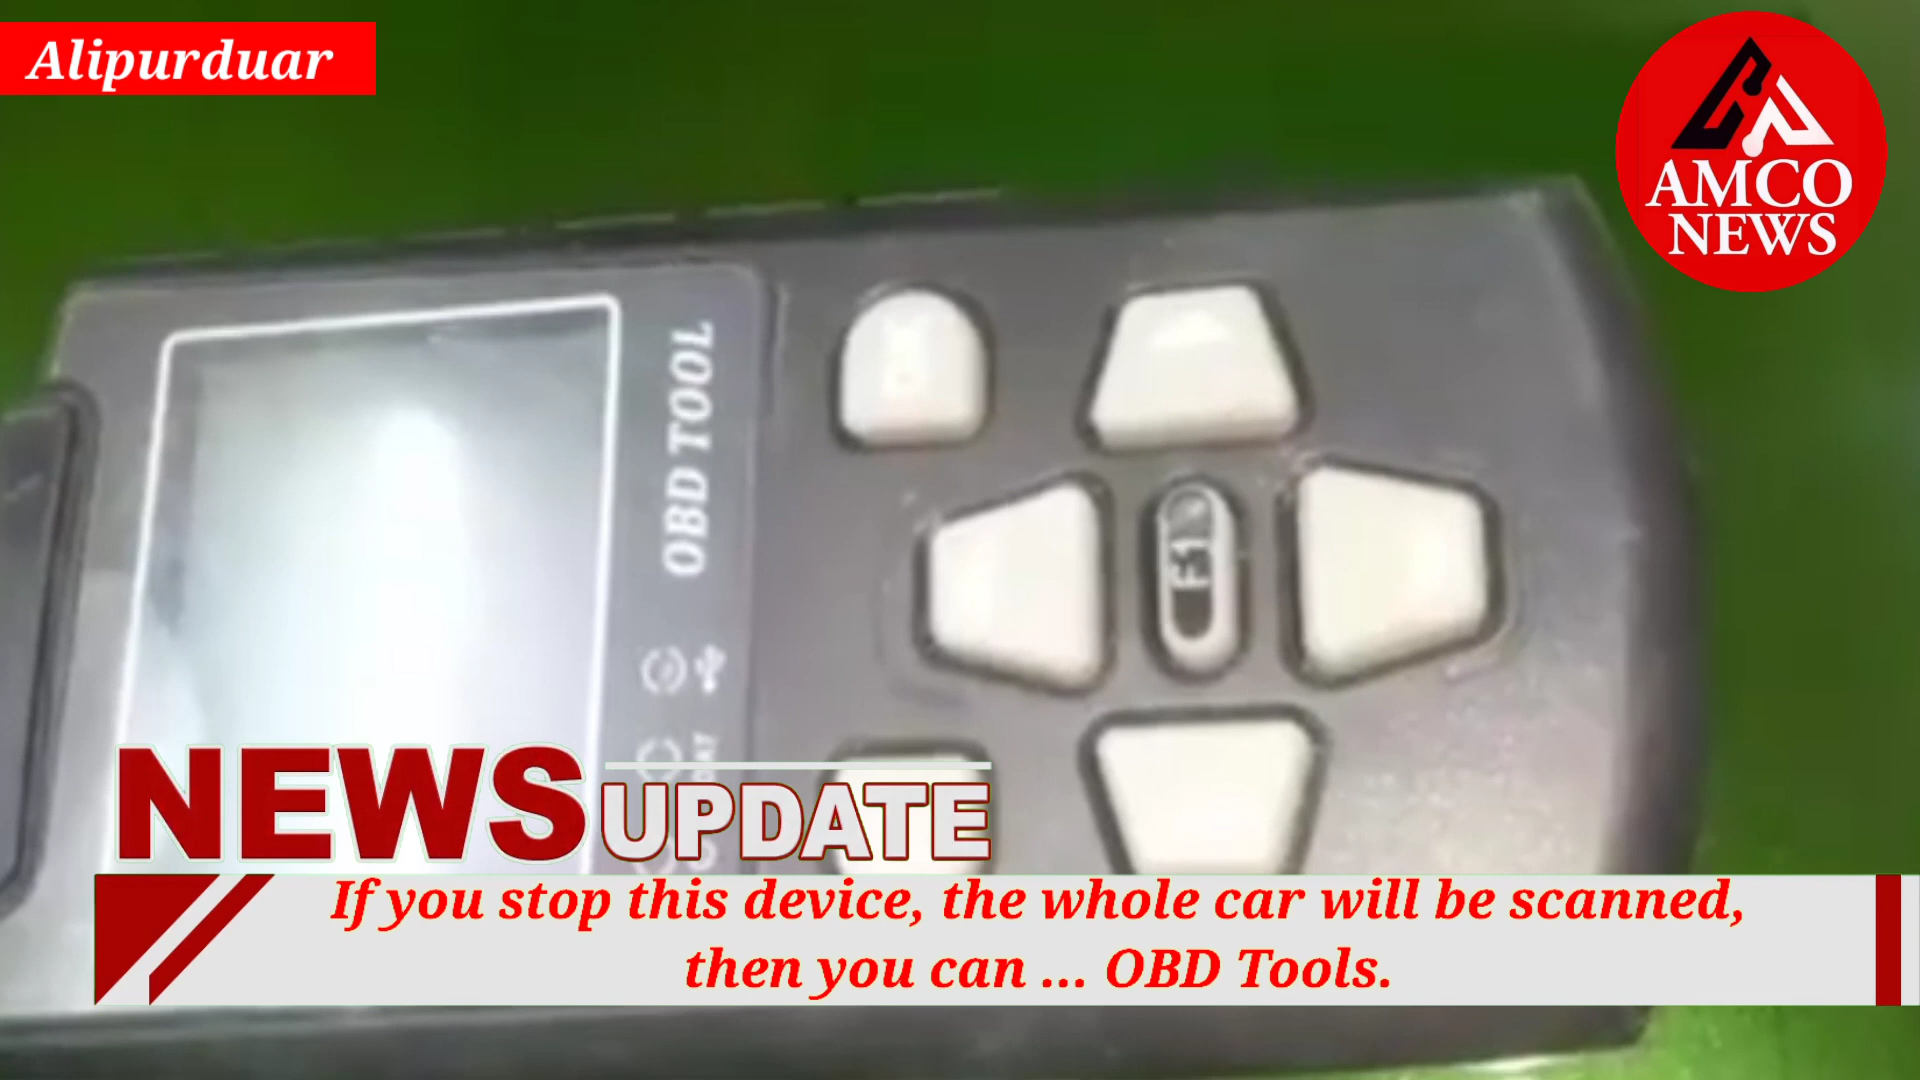 Alipurduar
AMCO
NEWS
OBD TOOL
F1
NEWS UPDATE
If you stop this device, the whole car will be scanned,
then you can ... OBD Tools.